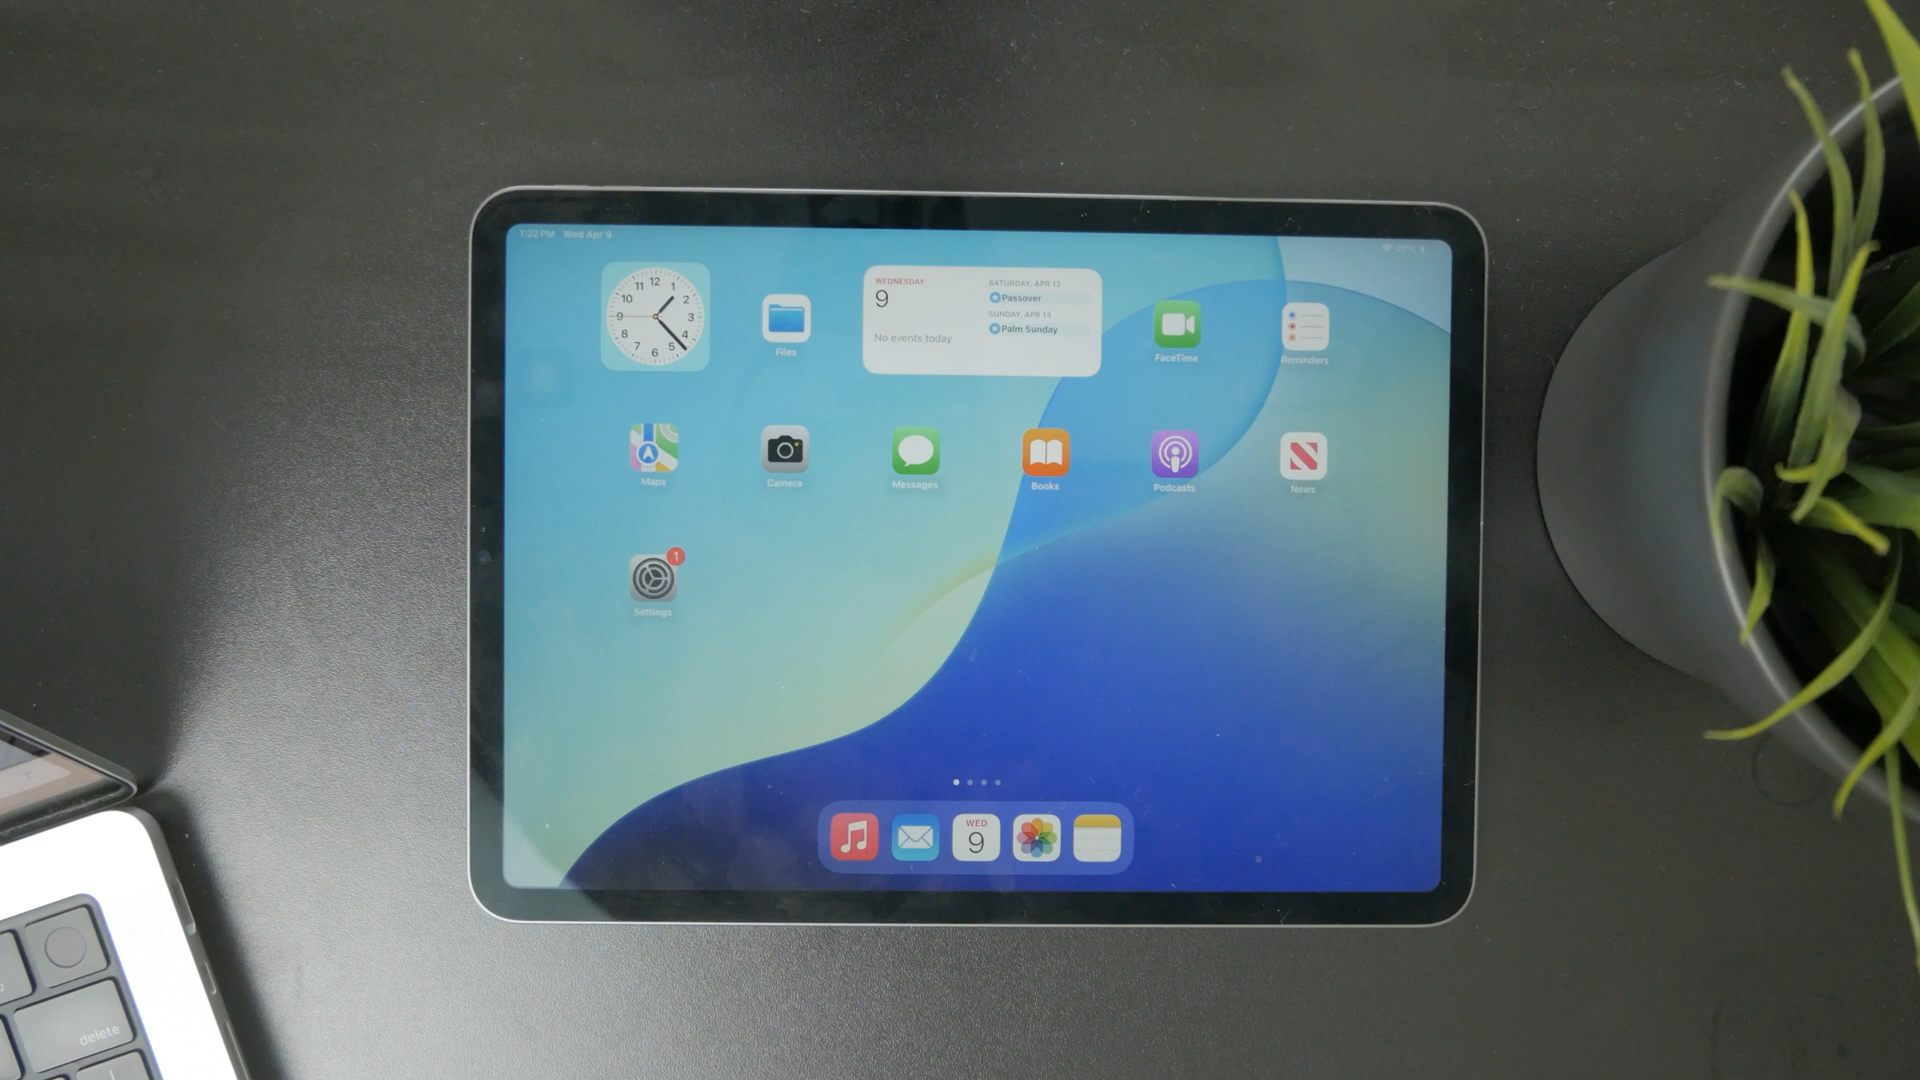 1:22 PM Wed Apr 9
20%
12
11 1
10 2
9 3
8 4
7 5
6
Files
WEDNESDAY
9
No events today
SATURDAY, APR 12
Passover
SUNDAY, APR 13
Palm Sunday
FaceTime
Reminders
Maps
Camera
Messages
Books
Podcasts
News
1
Settings
WED
9
delete